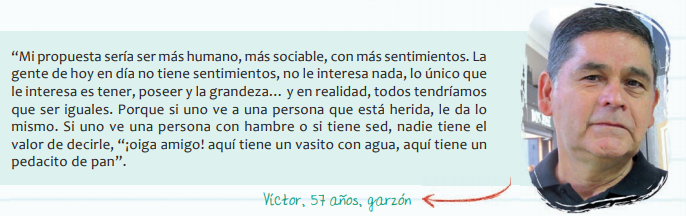 “Mi propuesta sería ser más humano, más sociable, con más sentimientos. La
gente de hoy en día no tiene sentimientos, no le interesa nada, lo único que
le interesa es tener, poseer y la grandeza... y en realidad, todos tendríamos
que ser iguales. Porque si uno ve a una persona que está herida, le da lo
mismo. Si uno ve una persona con hambre o si tiene sed, nadie tiene el
valor de decirle, “¡oiga amigo! aquí tiene un vasito con agua, aquí tiene un
pedacito de pan”.
Víctor, 57 años, garzón